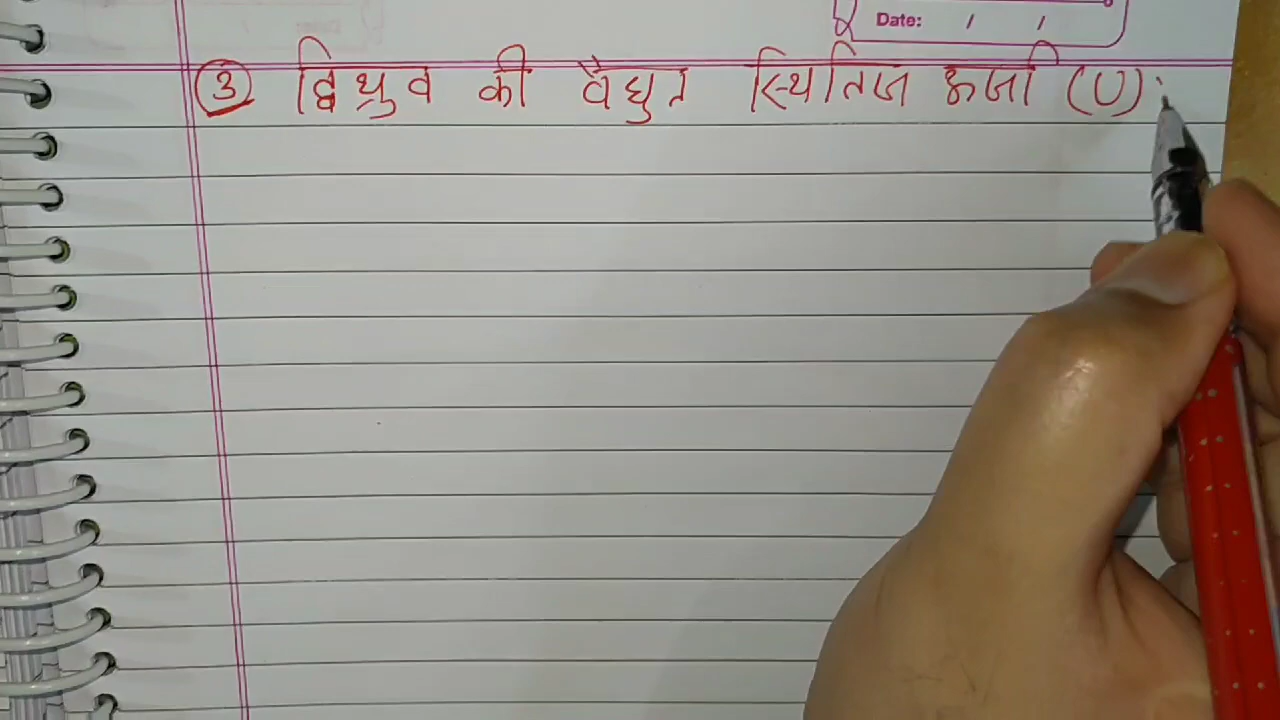 Date: / /
③ द्विध्रुव की वैधुत स्थितिज ऊर्जा (U):